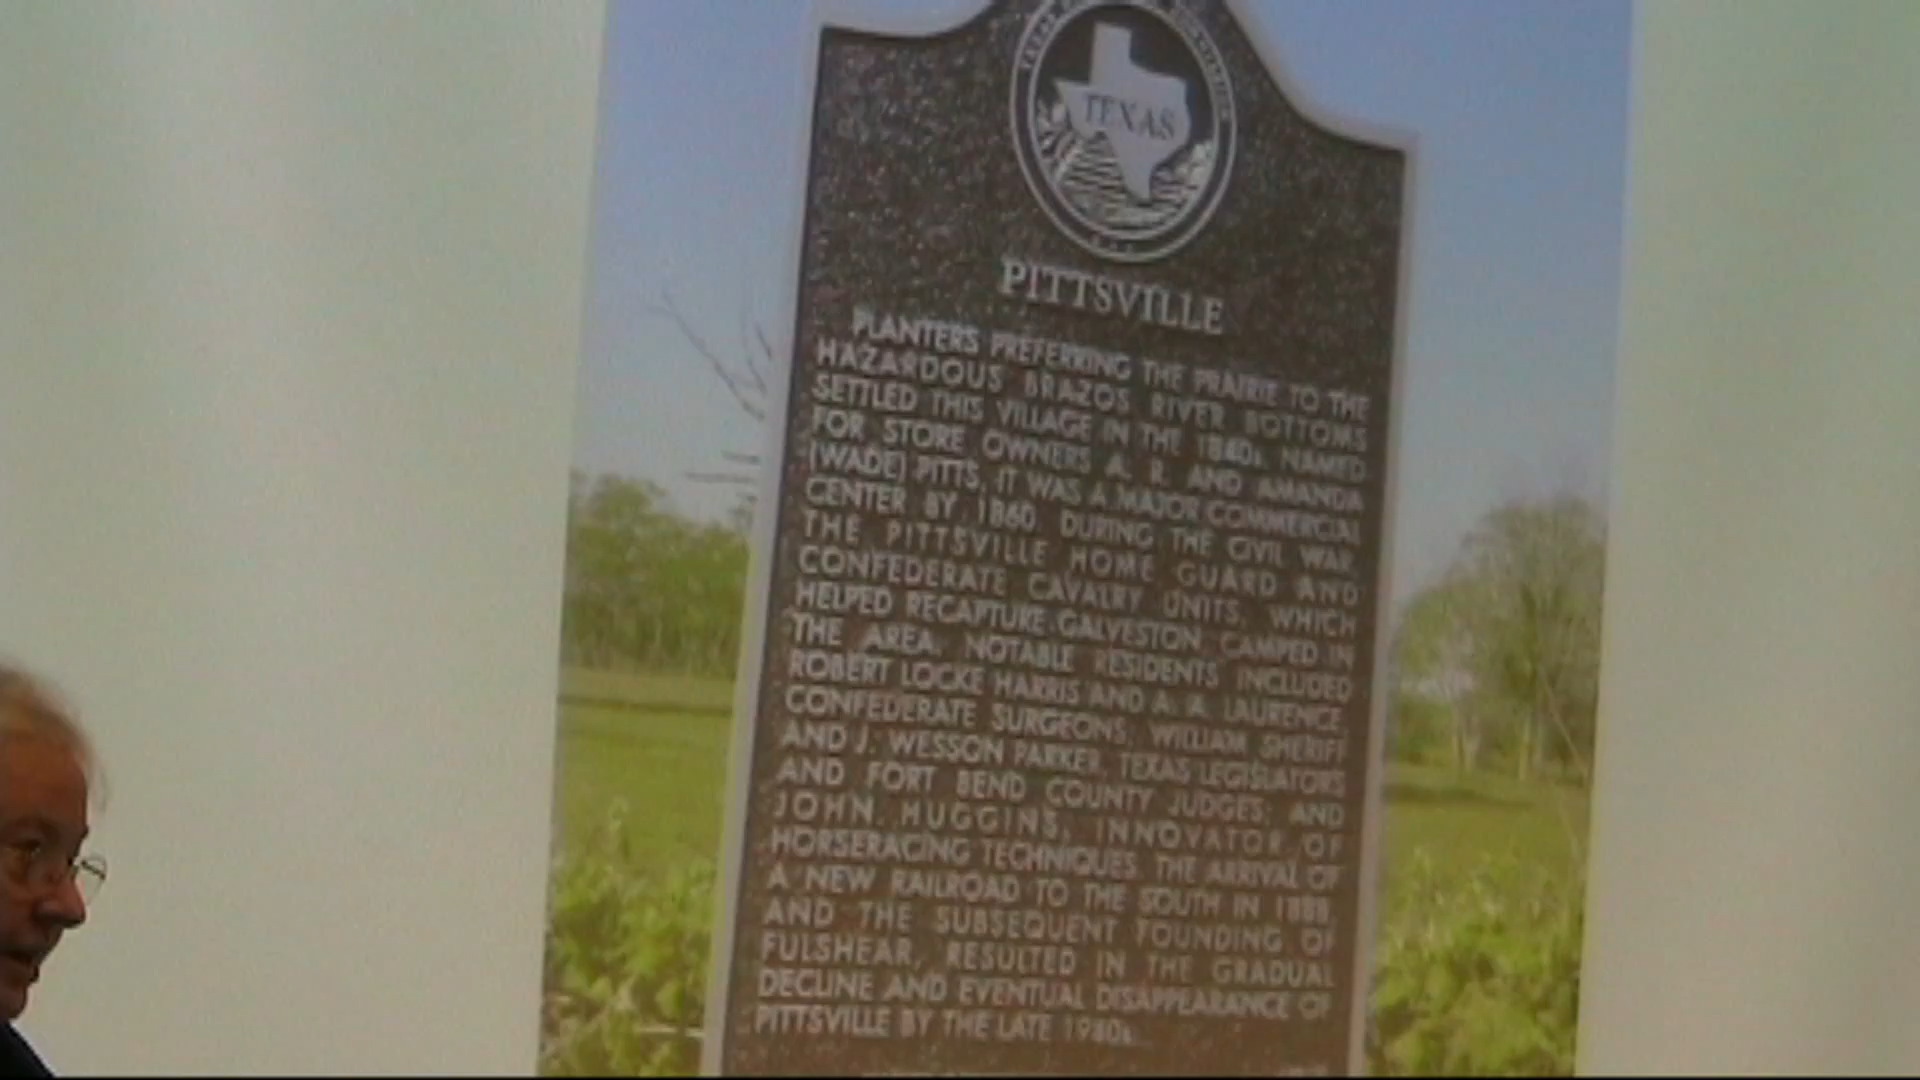 TEXAS
PITTSVILLE
PLANTERS PREFERRING THE PRAIRIE TO THE
HAZARDOUS BRAZOS RIVER BOTTOMS
SETTLED THIS VILLAGE IN THE 1840s. NAMED
FOR STORE OWNERS A. R. AND AMANDA
(WADE) PITTS, IT WAS A MAJOR COMMERCIAL
CENTER BY 1860. DURING THE CIVIL WAR,
THE PITTSVILLE HOME GUARD AND
CONFEDERATE CAVALRY UNITS, WHICH
HELPED RECAPTURE GALVESTON, CAMPED IN
THE AREA. NOTABLE RESIDENTS INCLUDED
ROBERT LOCKE HARRIS AND A. A. LAURENCE,
CONFEDERATE SURGEONS; WILLIAM SHERIFF
AND J. WESSON PARKER, TEXAS LEGISLATORS
AND FORT BEND COUNTY JUDGES; AND
JOHN HUGGINS, INNOVATOR OF
HORSERACING TECHNIQUES. THE ARRIVAL OF
A NEW RAILROAD TO THE SOUTH IN 1888,
AND THE SUBSEQUENT FOUNDING OF
FULSHEAR, RESULTED IN THE GRADUAL
DECLINE AND EVENTUAL DISAPPEARANCE OF
PITTSVILLE BY THE LATE 1940s.